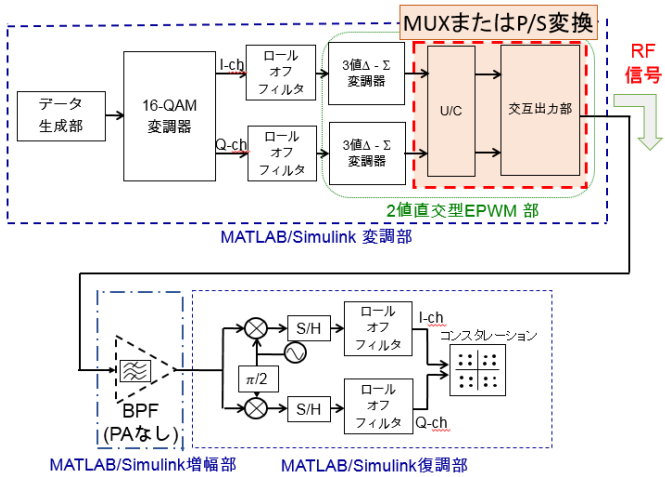 MUXまたはP/S変換
RF
信号
データ
生成部
16-QAM
変調器
I-ch
Q-ch
ロール
オフ
フィルタ
ロール
オフ
フィルタ
3値Δ - Σ
変調器
3値Δ - Σ
変調器
U/C
交互出力部
2値直交型EPWM 部
MATLAB/Simulink 変調部
BPF
(PAなし)
MATLAB/Simulink増幅部
π/2
S/H
S/H
ロール
オフ
フィルタ
ロール
オフ
フィルタ
I-ch
Q-ch
コンスタレーション
MATLAB/Simulink復調部